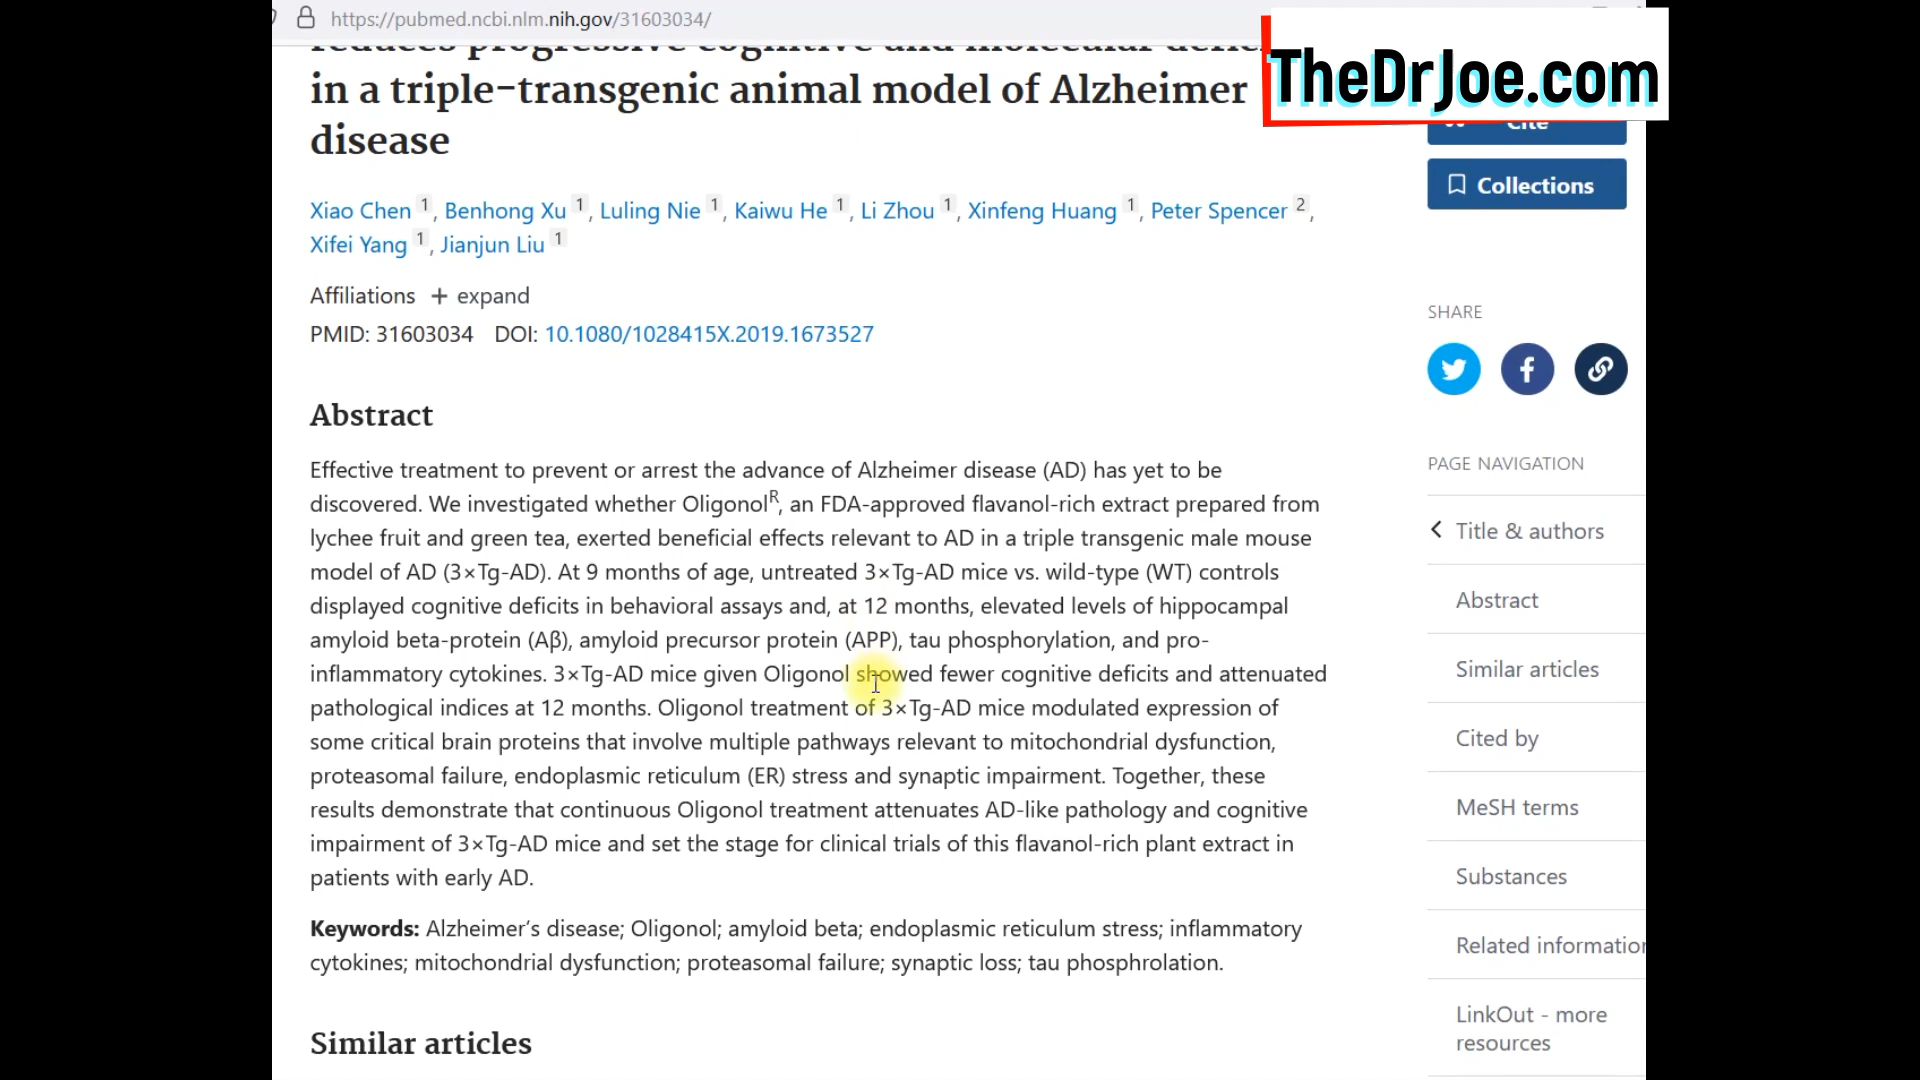 https://pubmed.ncbi.nlm.nih.gov/31603034/
TheDrJoe.com
reduces progressive cognitive and molecular
in a triple-transgenic animal model of Alzheimer
disease
Cite
Collections
Xiao Chen 1, Benhong Xu 1, Luling Nie 1, Kaiwu He 1, Li Zhou 1, Xinfeng Huang 1, Peter Spencer 2,
Xifei Yang 1, Jianjun Liu 1
Affiliations + expand
PMID: 31603034 DOI: 10.1080/1028415X.2019.1673527
SHARE
Abstract
Effective treatment to prevent or arrest the advance of Alzheimer disease (AD) has yet to be
discovered. We investigated whether Oligonol^R, an FDA-approved flavanol-rich extract prepared from
lychee fruit and green tea, exerted beneficial effects relevant to AD in a triple transgenic male mouse
model of AD (3×Tg-AD). At 9 months of age, untreated 3×Tg-AD mice vs. wild-type (WT) controls
displayed cognitive deficits in behavioral assays and, at 12 months, elevated levels of hippocampal
amyloid beta-protein (Aβ), amyloid precursor protein (APP), tau phosphorylation, and pro-
inflammatory cytokines. 3×Tg-AD mice given Oligonol showed fewer cognitive deficits and attenuated
pathological indices at 12 months. Oligonol treatment of 3×Tg-AD mice modulated expression of
some critical brain proteins that involve multiple pathways relevant to mitochondrial dysfunction,
proteasomal failure, endoplasmic reticulum (ER) stress and synaptic impairment. Together, these
results demonstrate that continuous Oligonol treatment attenuates AD-like pathology and cognitive
impairment of 3×Tg-AD mice and set the stage for clinical trials of this flavanol-rich plant extract in
patients with early AD.
Keywords: Alzheimer's disease; Oligonol; amyloid beta; endoplasmic reticulum stress; inflammatory
cytokines; mitochondrial dysfunction; proteasomal failure; synaptic loss; tau phosphrolation.
Similar articles
PAGE NAVIGATION
Title & authors
Abstract
Similar articles
Cited by
MeSH terms
Substances
Related information
LinkOut - more
resources